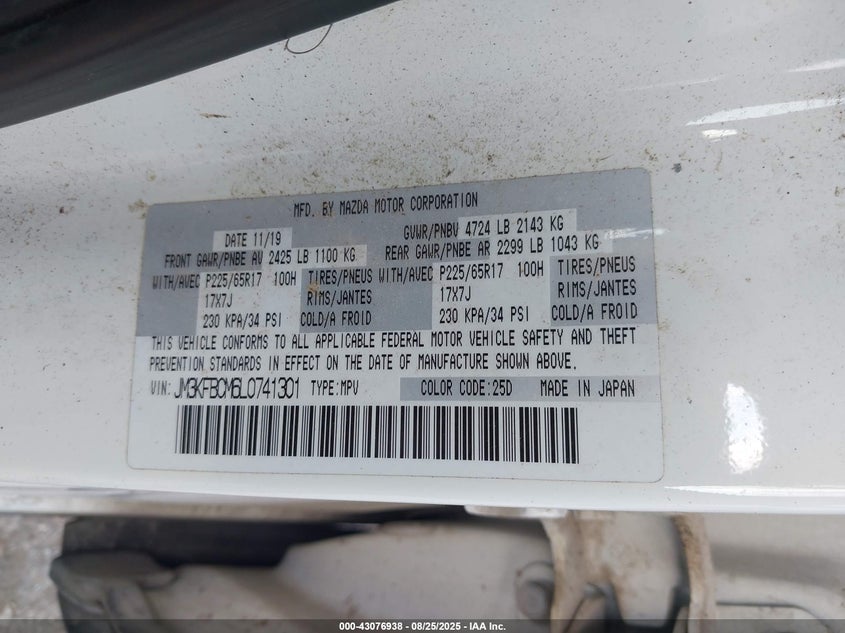 MFD. BY MAZDA MOTOR CORPORATION
DATE 11/19 GVWR/PNBV 4724 LB 2143 KG
FRONT GAWR/PNBE AV 2425 LB 1100 KG REAR GAWR/PNBE AR 2299 LB 1043 KG
WITH/AVEC P225/65R17 100H TIRES/PNEUS WITH/AVEC P225/65R17 100H TIRES/PNEUS
17X7J RIMS/JANTES 17X7J RIMS/JANTES
230 KPA/34 PSI COLD/A FROID 230 KPA/34 PSI COLD/A FROID
THIS VEHICLE CONFORMS TO ALL APPLICABLE FEDERAL MOTOR VEHICLE SAFETY AND THEFT
PREVENTION STANDARDS IN EFFECT ON THE DATE OF MANUFACTURE SHOWN ABOVE.
VIN: JM3KFBCM6L0741301 TYPE:MPV COLOR CODE:25D MADE IN JAPAN
000-43076938 - 08/25/2025 - IAA Inc.